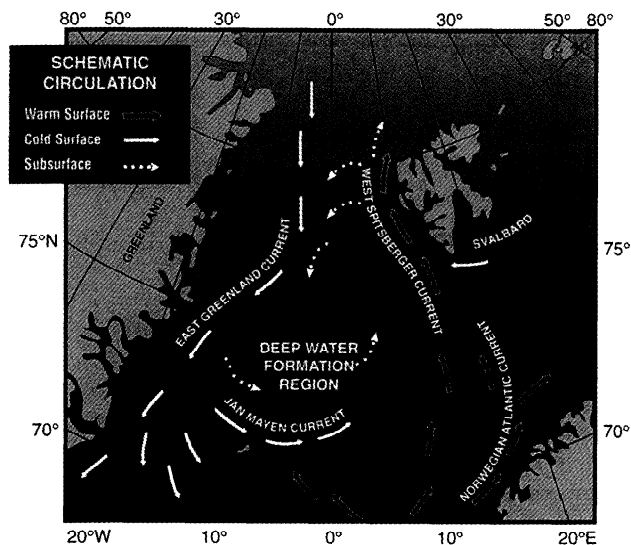 80° 50° 30° 0° 30° 50° 80°
SCHEMATIC
CIRCULATION
Warm Surface
Cold Surface
Subsurface
GREENLAND
75°N
75°
EAST GREENLAND CURRENT
WEST SPITSBERGER CURRENT
SVALBARD
DEEP WATER
FORMATION
REGION
JAN MAYEN CURRENT
NORWEGIAN ATLANTIC CURRENT
70°
70°
20°W 10° 0° 10° 20°E